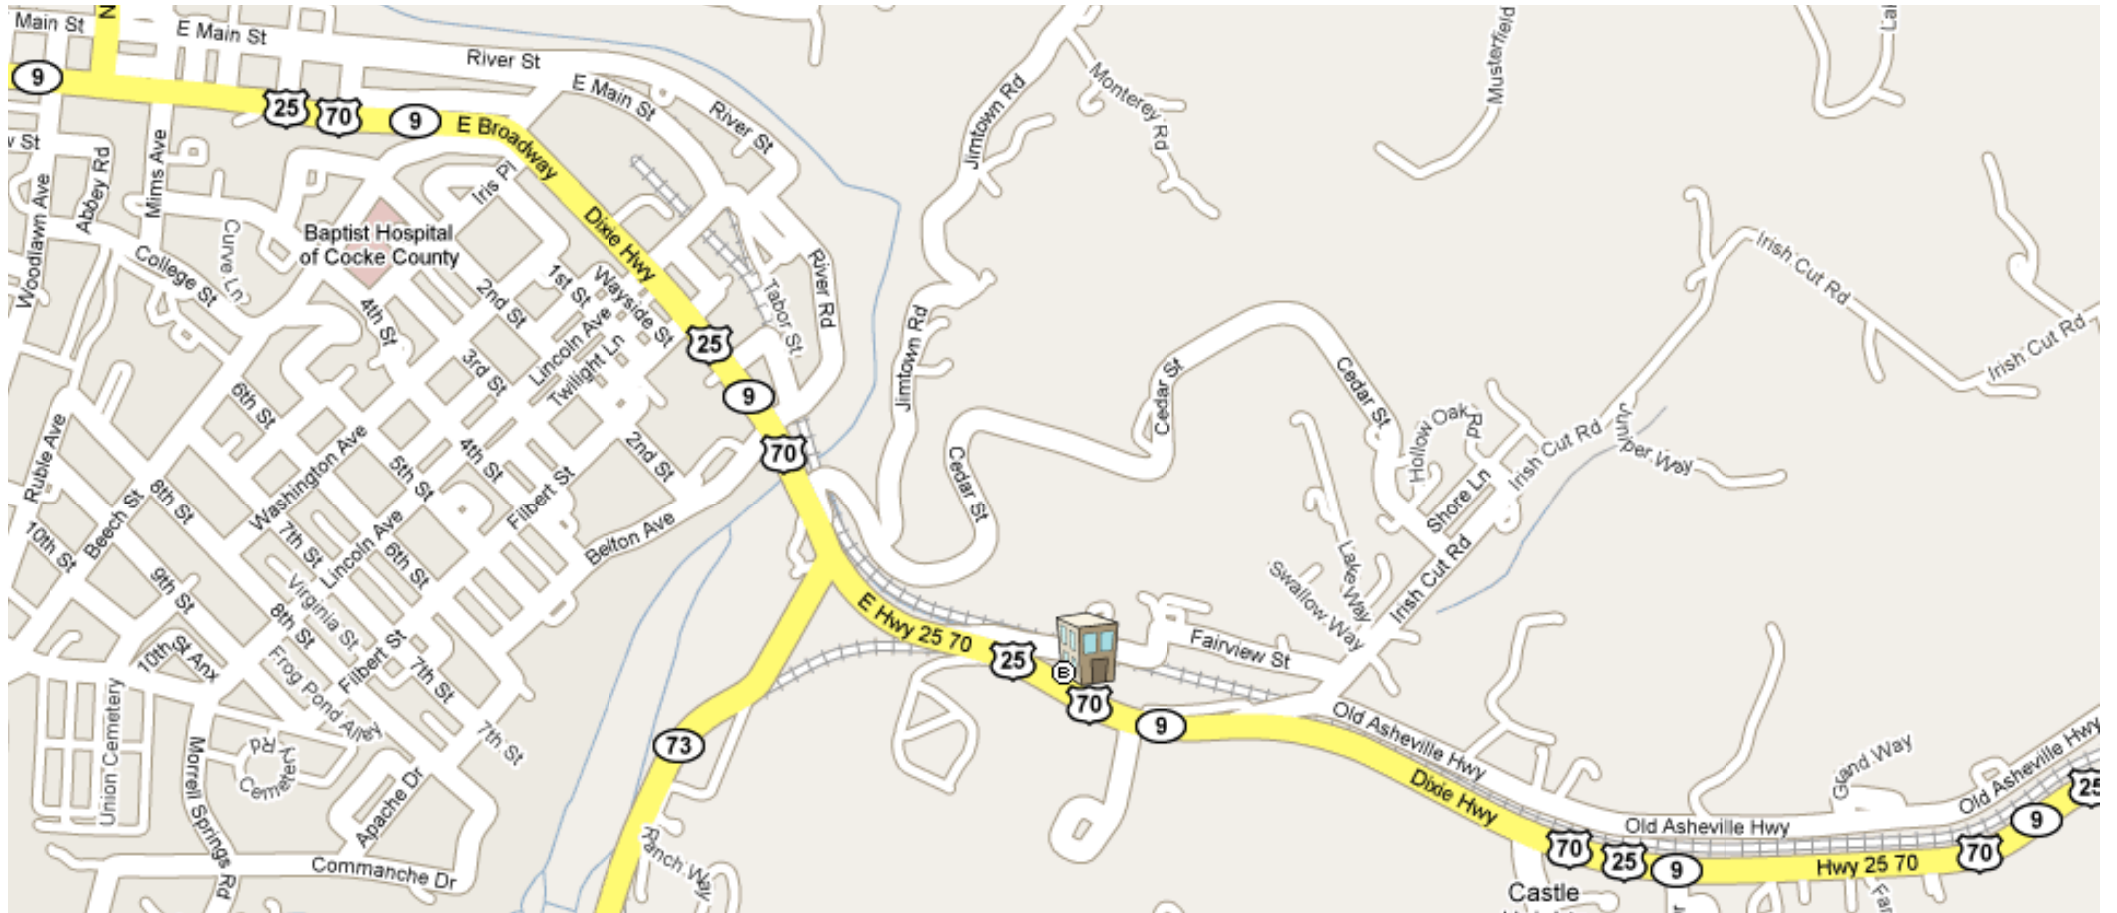 Main St
E Main St
N
River St
9
25
70
9
E Broadway
E Main St
River St
Jimtown Rd
Monterey Rd
Musterfield
Abbey Rd
Mims Ave
Woodlawn Ave
Iris Pl
Dixie Hwy
Baptist Hospital
of Cocke County
Curve Ln
College St
4th St
2nd St
1st St
Wayside St
Lincoln Ave
Twilight Ln
3rd St
River Rd
Tabor St
25
9
70
Jimtown Rd
Irish Cut Rd
Irish Cut Rd
Cedar St
Cedar St
Cedar St
Hollow Oak Rd
Irish Cut Rd
Juniper Way
Shore Ln
Irish Cut Rd
Lake Way
Swallow Way
6th St
Washington Ave
5th St
4th St
2nd St
Filbert St
Belton Ave
Ruble Ave
8th St
Beech St
10th St
7th St
Lincoln Ave
6th St
9th St
Virginia St
8th St
10th St Anx
Filbert St
7th St
Frog Pond Alley
7th St
Union Cemetery
Cemetery Rd
Morrell Springs Rd
Apache Dr
Commanche Dr
E Hwy 25 70
25
B
70
9
Fairview St
73
Ranch Way
Old Asheville Hwy
Dixie Hwy
Grand Way
Old Asheville Hwy
Old Asheville Hwy
70
25
9
Hwy 25 70
70
9
25
Castle